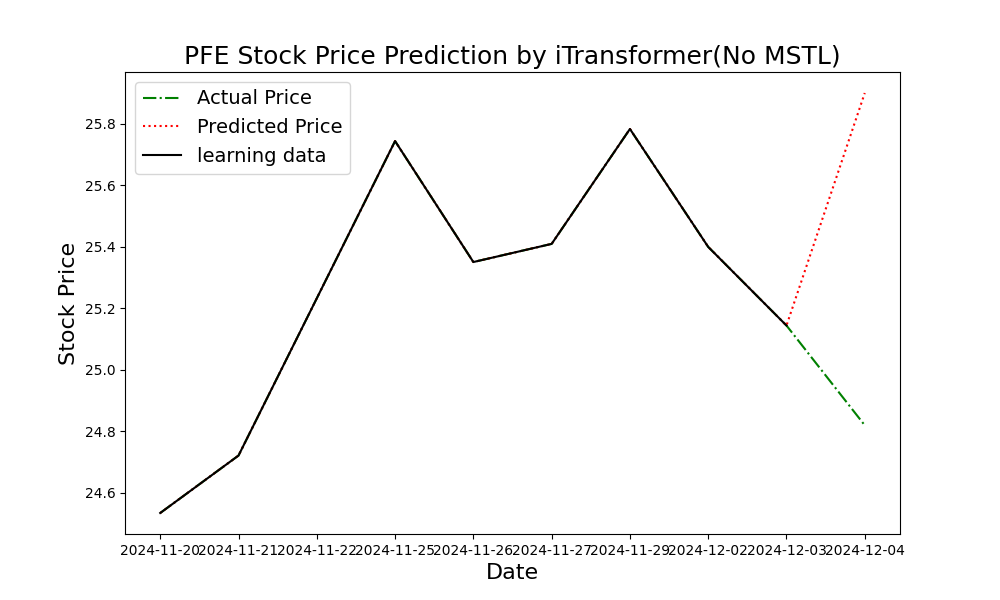 PFE Stock Price Prediction by iTransformer(No MSTL)
Actual Price
Predicted Price
learning data
25.8
25.6
25.4
25.2
25.0
24.8
24.6
Stock Price
2024-11-20 2024-11-21 2024-11-22 2024-11-25 2024-11-26 2024-11-27 2024-11-29 2024-12-02 2024-12-03 2024-12-04
Date